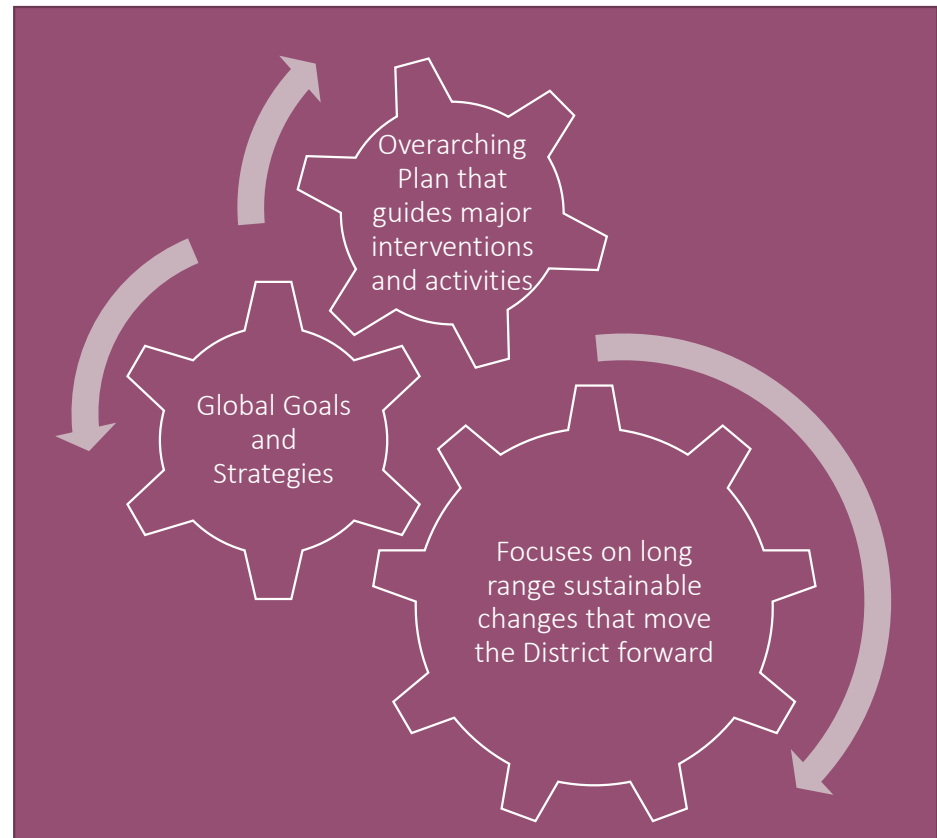 Overarching
Plan that
guides major
interventions
and activities
Global Goals
and
Strategies
Focuses on long
range sustainable
changes that move
the District forward